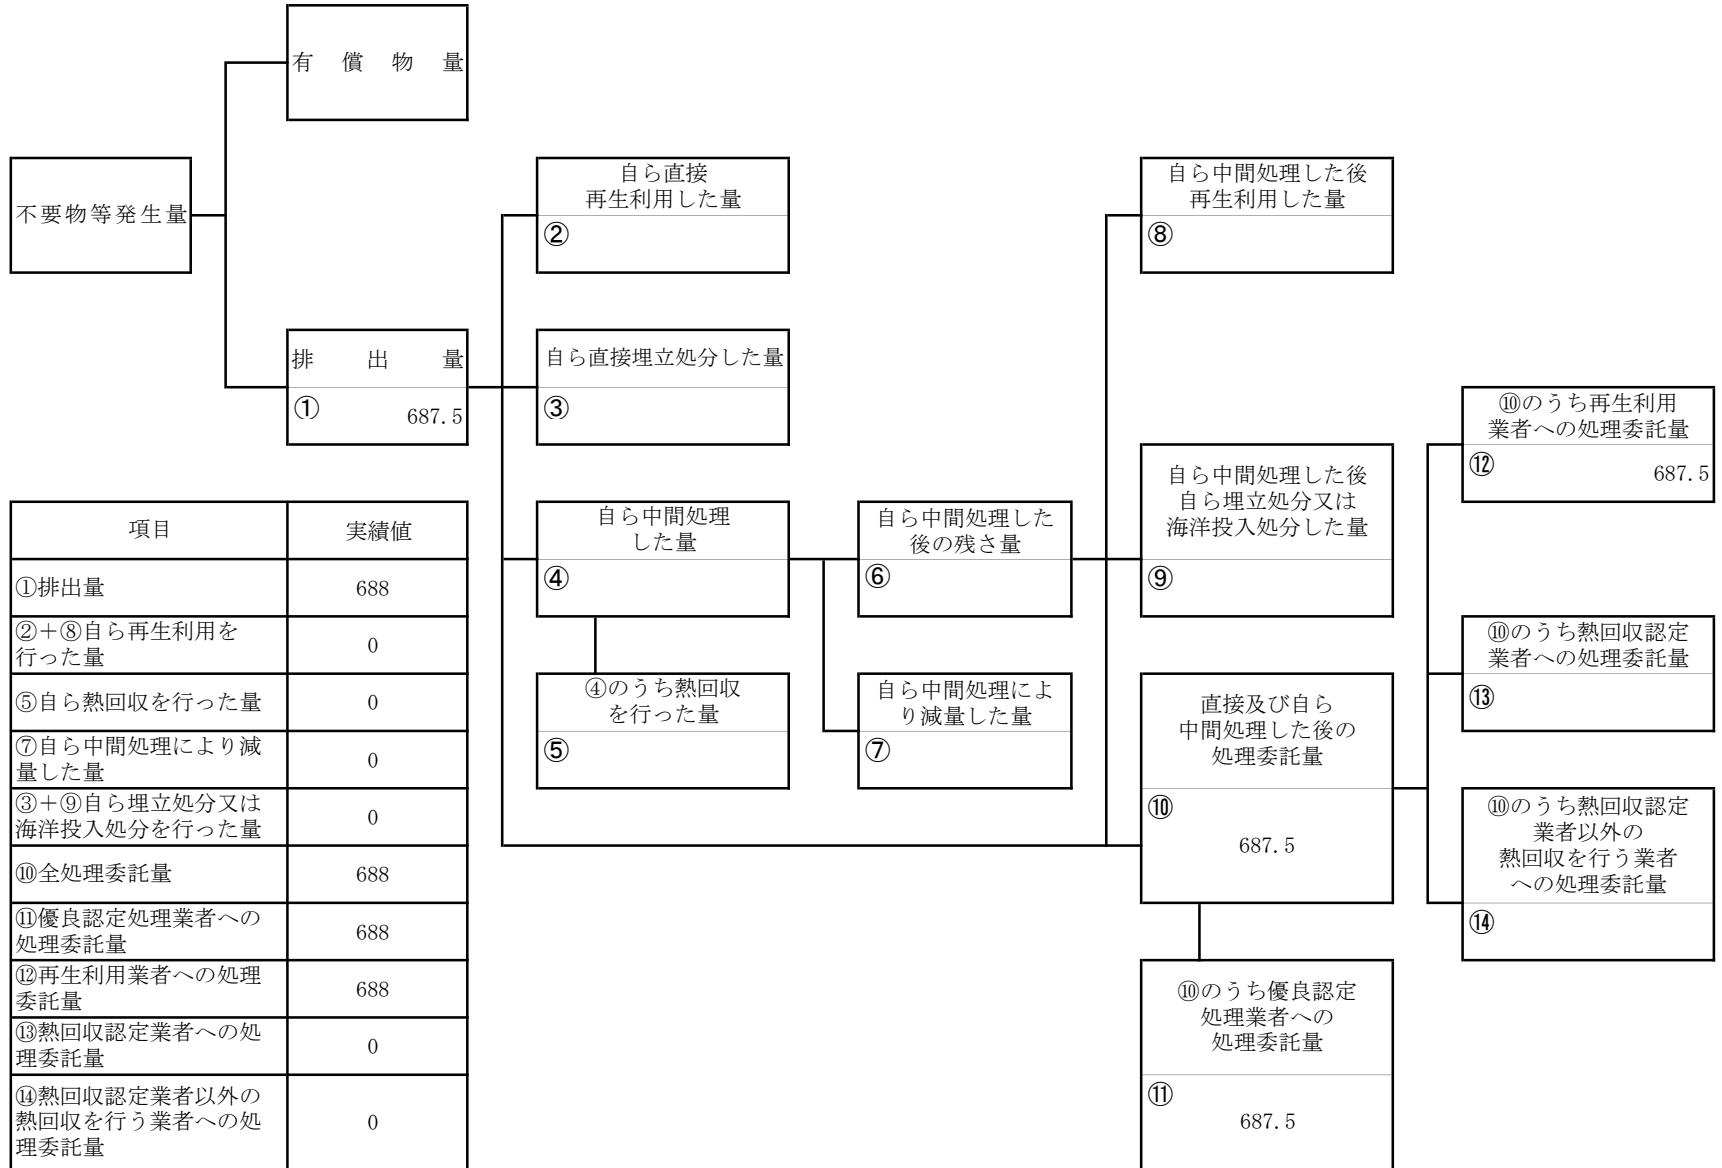 有償物量
不要物等発生量
排出量
①
687.5
自ら直接
再生利用した量
②
自ら直接埋立処分した量
③
自ら中間処理
した量
④
④のうち熱回収
を行った量
⑤
自ら中間処理した
後の残さ量
⑥
自ら中間処理によ
り減量した量
⑦
自ら中間処理した後
再生利用した量
⑧
自ら中間処理した後
自ら埋立処分又は
海洋投入処分した量
⑨
直接及び自ら
中間処理した後の
処理委託量
⑩
687.5
⑩のうち優良認定
処理業者への
処理委託量
⑪
687.5
⑩のうち再生利用
業者への処理委託量
⑫
687.5
⑩のうち熱回収認定
業者への処理委託量
⑬
⑩のうち熱回収認定
業者以外の
熱回収を行う業者
への処理委託量
⑭
項目 実績値
①排出量 688
②＋⑧自ら再生利用を
行った量 0
⑤自ら熱回収を行った量 0
⑦自ら中間処理により減
量した量 0
③＋⑨自ら埋立処分又は
海洋投入処分を行った量 0
⑩全処理委託量 688
⑪優良認定処理業者への
処理委託量 688
⑫再生利用業者への処理
委託量 688
⑬熱回収認定業者への処
理委託量 0
⑭熱回収認定業者以外の
熱回収を行う業者への処 0
理委託量